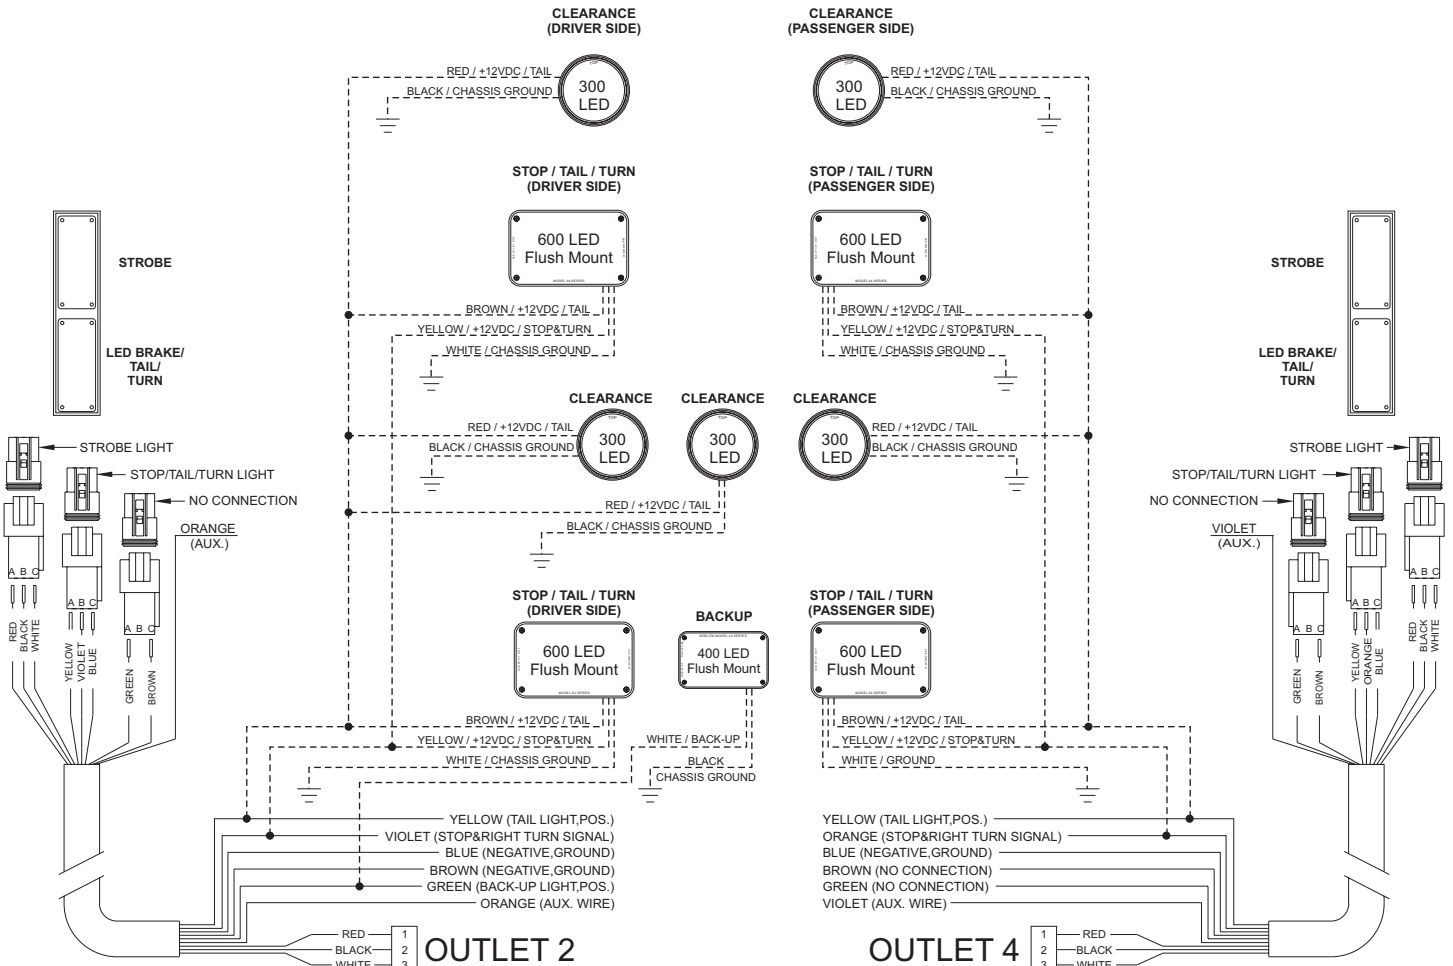 CLEARANCE
(DRIVER SIDE)
CLEARANCE
(PASSENGER SIDE)
RED / +12VDC / TAIL
BLACK / CHASSIS GROUND
TOP
300
LED
TOP
300
LED
RED / +12VDC / TAIL
BLACK / CHASSIS GROUND
STOP / TAIL / TURN
(DRIVER SIDE)
STOP / TAIL / TURN
(PASSENGER SIDE)
600 LED
Flush Mount
600 LED
Flush Mount
STROBE
LED BRAKE/
TAIL/
TURN
STROBE
LED BRAKE/
TAIL/
TURN
BROWN / +12VDC / TAIL
YELLOW / +12VDC / STOP&TURN
WHITE / CHASSIS GROUND
BROWN / +12VDC / TAIL
YELLOW / +12VDC / STOP&TURN
WHITE / CHASSIS GROUND
CLEARANCE
CLEARANCE
CLEARANCE
RED / +12VDC / TAIL
BLACK / CHASSIS GROUND
TOP
300
LED
TOP
300
LED
TOP
300
LED
RED / +12VDC / TAIL
BLACK / CHASSIS GROUND
RED / +12VDC / TAIL
BLACK / CHASSIS GROUND
STROBE LIGHT
STOP/TAIL/TURN LIGHT
NO CONNECTION
ORANGE
(AUX.)
A B C
A B C
A B C
RED
BLACK
WHITE
YELLOW
VIOLET
BLUE
GREEN
BROWN
STROBE LIGHT
STOP/TAIL/TURN LIGHT
NO CONNECTION
VIOLET
(AUX.)
A B C
A B C
A B C
GREEN
BROWN
YELLOW
ORANGE
BLUE
RED
BLACK
WHITE
STOP / TAIL / TURN
(DRIVER SIDE)
BACKUP
STOP / TAIL / TURN
(PASSENGER SIDE)
600 LED
Flush Mount
400 LED
Flush Mount
600 LED
Flush Mount
BROWN / +12VDC / TAIL
YELLOW / +12VDC / STOP&TURN
WHITE / CHASSIS GROUND
WHITE / BACK-UP
BLACK
CHASSIS GROUND
BROWN / +12VDC / TAIL
YELLOW / +12VDC / STOP&TURN
WHITE / GROUND
YELLOW (TAIL LIGHT,POS.)
VIOLET (STOP&RIGHT TURN SIGNAL)
BLUE (NEGATIVE,GROUND)
BROWN (NEGATIVE,GROUND)
GREEN (BACK-UP LIGHT,POS.)
ORANGE (AUX. WIRE)
YELLOW (TAIL LIGHT,POS.)
ORANGE (STOP&RIGHT TURN SIGNAL)
BLUE (NEGATIVE,GROUND)
BROWN (NO CONNECTION)
GREEN (NO CONNECTION)
VIOLET (AUX. WIRE)
RED 1
BLACK 2
WHITE 3
OUTLET 2
OUTLET 4
1 RED
2 BLACK
3 WHITE